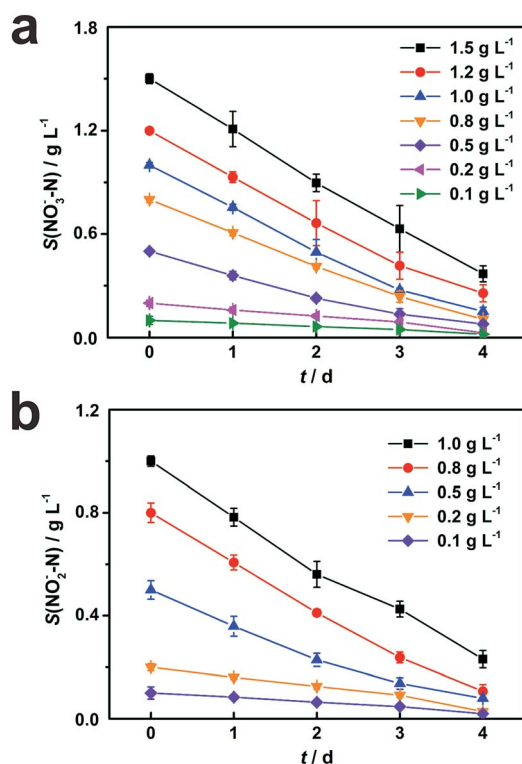 a
1.8
1.2
0.6
0.0
S(NO₃⁻-N) / g L⁻¹
1.5 g L⁻¹
1.2 g L⁻¹
1.0 g L⁻¹
0.8 g L⁻¹
0.5 g L⁻¹
0.2 g L⁻¹
0.1 g L⁻¹
0 1 2 3 4
t / d
b
1.2
0.8
0.4
0.0
S(NO₂⁻-N) / g L⁻¹
1.0 g L⁻¹
0.8 g L⁻¹
0.5 g L⁻¹
0.2 g L⁻¹
0.1 g L⁻¹
0 1 2 3 4
t / d